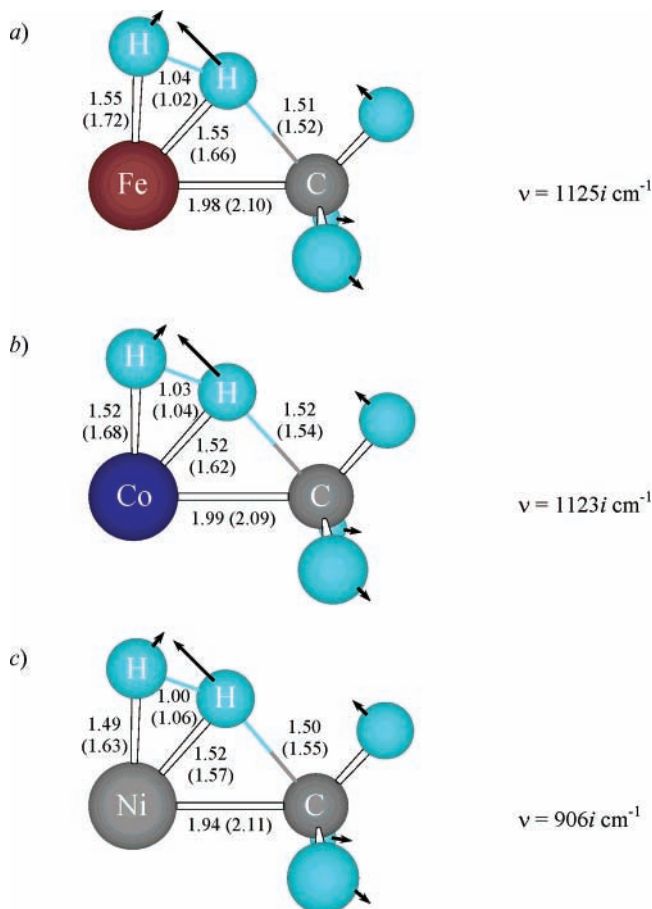 a)
H
H
1.04
(1.02)
1.51
(1.52)
1.55
(1.72)
1.55
(1.66)
Fe
C
1.98 (2.10)
ν = 1125i cm-1
b)
H
H
1.03
(1.04)
1.52
(1.54)
1.52
(1.68)
1.52
(1.62)
Co
C
1.99 (2.09)
ν = 1123i cm-1
c)
H
H
1.00
(1.06)
1.50
(1.55)
1.49
(1.63)
1.52
(1.57)
Ni
C
1.94 (2.11)
ν = 906i cm-1